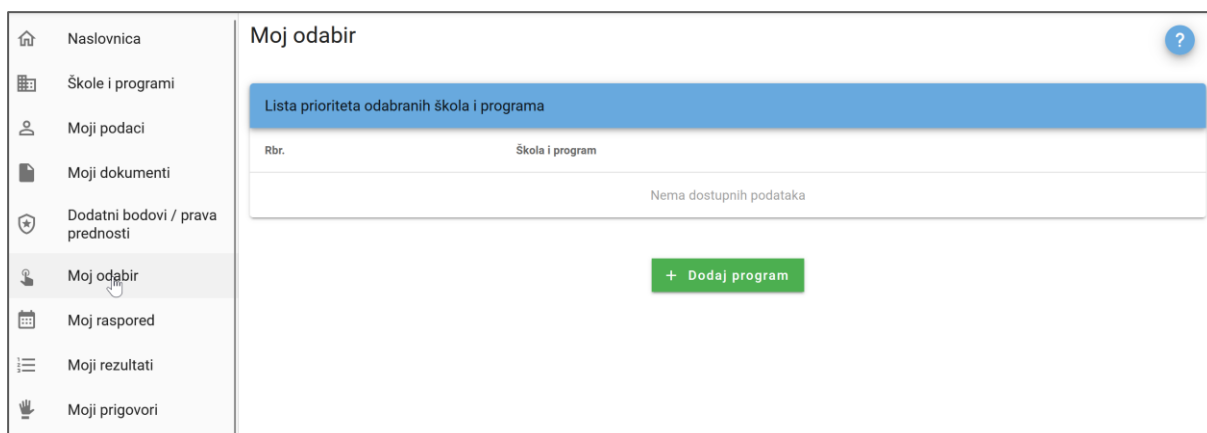 Naslovnica
Škole i programi
Moji podaci
Moji dokumenti
Dodatni bodovi / prava
prednosti
Moj odabir
Moj raspored
Moji rezultati
Moji prigovori
Moj odabir
?
Lista prioriteta odabranih škola i programa
Rbr. Škola i program
Nema dostupnih podataka
+ Dodaj program